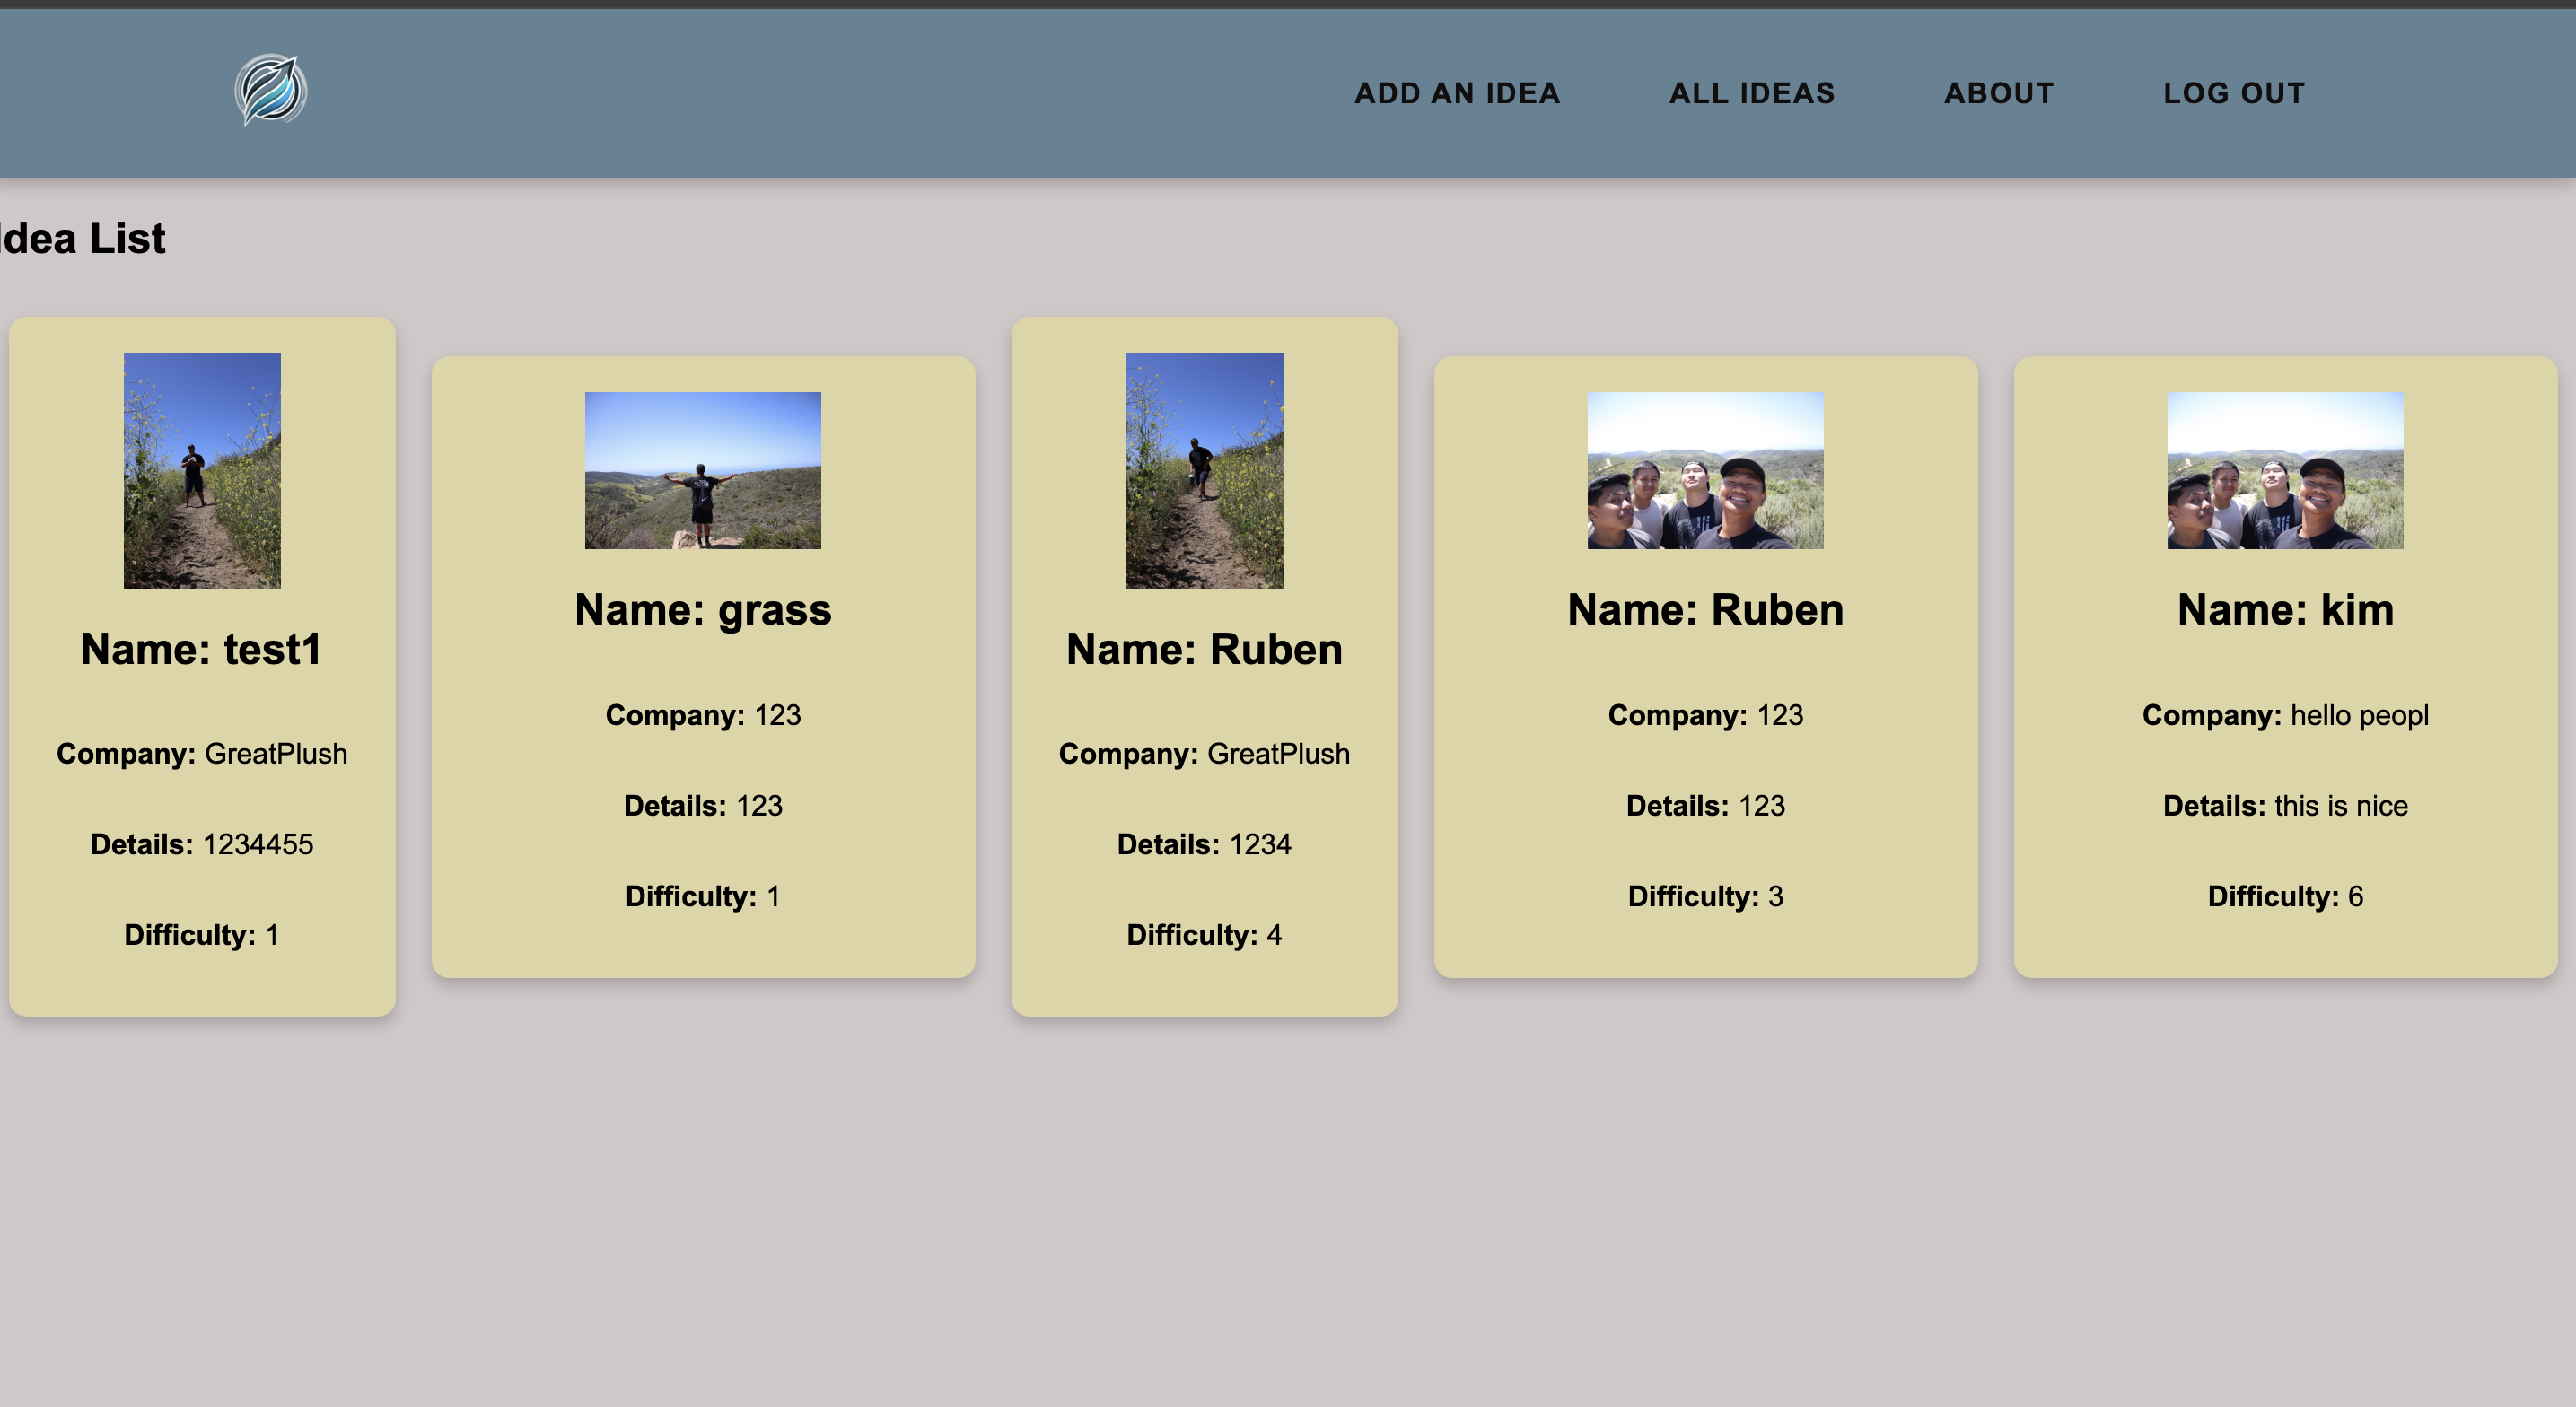 ADD AN IDEA
ALL IDEAS
ABOUT
LOG OUT
Idea List
Name: test1
Company: GreatPlush
Details: 1234455
Difficulty: 1
Name: grass
Company: 123
Details: 123
Difficulty: 1
Name: Ruben
Company: GreatPlush
Details: 1234
Difficulty: 4
Name: Ruben
Company: 123
Details: 123
Difficulty: 3
Name: kim
Company: hello peopl
Details: this is nice
Difficulty: 6